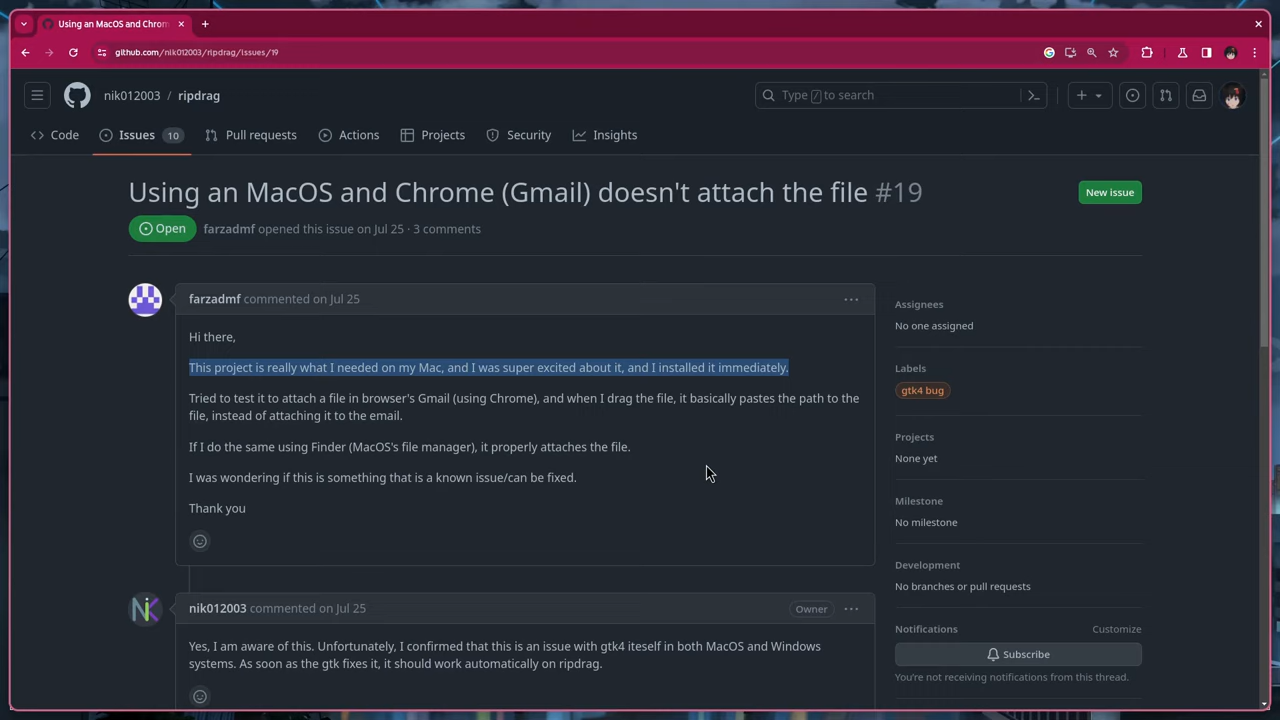 Using an MacOS and Chrom
github.com/nik012003/ripdrag/issues/19
nik012003 / ripdrag
Type / to search
Code
Issues 10
Pull requests
Actions
Projects
Security
Insights
Using an MacOS and Chrome (Gmail) doesn't attach the file #19
New issue
Open
farzadmf opened this issue on Jul 25 · 3 comments
farzadmf commented on Jul 25
Hi there,
This project is really what I needed on my Mac, and I was super excited about it, and I installed it immediately.
Tried to test it to attach a file in browser's Gmail (using Chrome), and when I drag the file, it basically pastes the path to the
file, instead of attaching it to the email.
If I do the same using Finder (MacOS's file manager), it properly attaches the file.
I was wondering if this is something that is a known issue/can be fixed.
Thank you
nik012003 commented on Jul 25
Owner
Yes, I am aware of this. Unfortunately, I confirmed that this is an issue with gtk4 iteself in both MacOS and Windows
systems. As soon as the gtk fixes it, it should work automatically on ripdrag.
Assignees
No one assigned
Labels
gtk4 bug
Projects
None yet
Milestone
No milestone
Development
No branches or pull requests
Notifications
Customize
Subscribe
You're not receiving notifications from this thread.